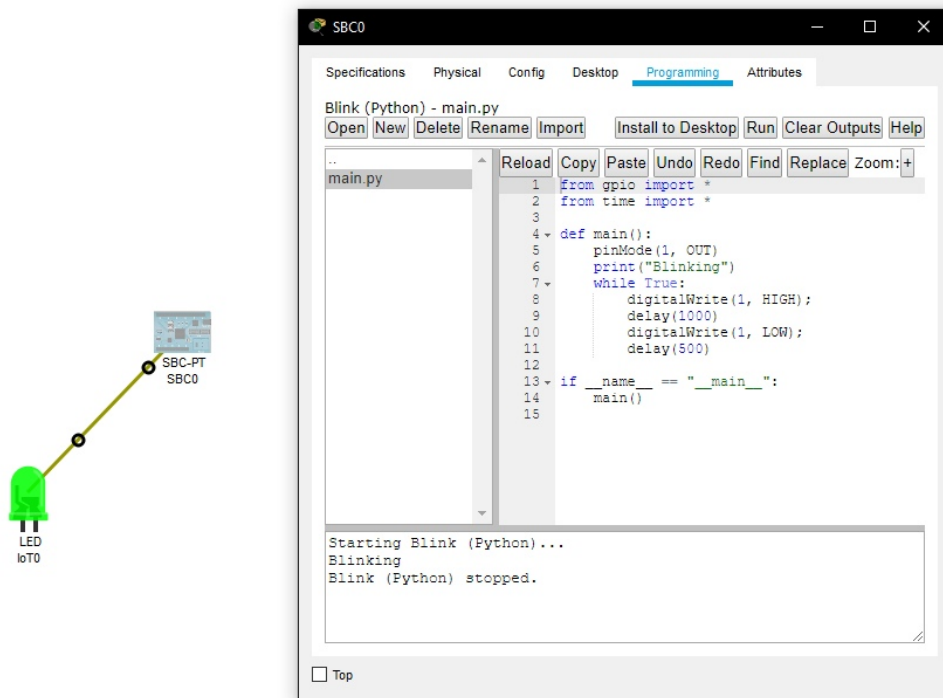 SBC0
Specifications Physical Config Desktop Programming Attributes
Blink (Python) - main.py
Open New Delete Rename Import Install to Desktop Run Clear Outputs Help
..
main.py
Reload Copy Paste Undo Redo Find Replace Zoom: +
1 from gpio import *
2 from time import *
3
4 def main():
5     pinMode(1, OUT)
6     print("Blinking")
7     while True:
8         digitalWrite(1, HIGH);
9         delay(1000)
10         digitalWrite(1, LOW);
11         delay(500)
12
13 if __name__ == "__main__":
14     main()
15
SBC-PT
SBC0
LED
IoT0
Starting Blink (Python)...
Blinking
Blink (Python) stopped.
Top